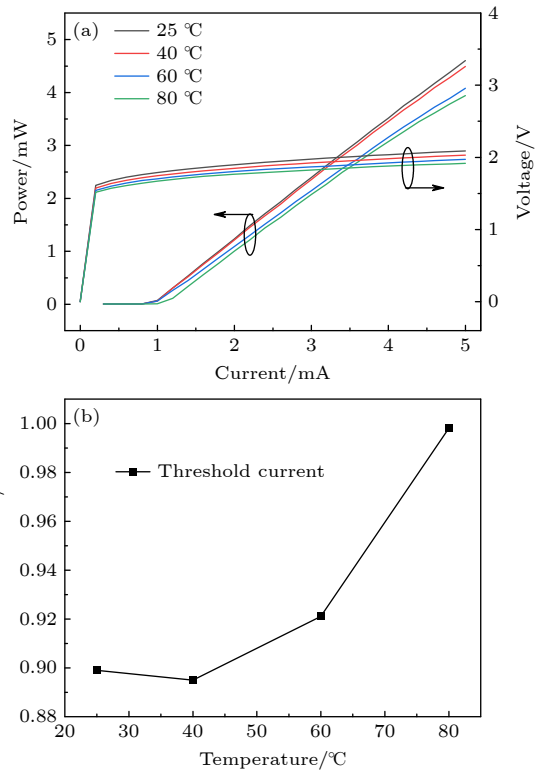 (a)
25 ℃
40 ℃
60 ℃
80 ℃
Power/mW
5
4
3
2
1
0
Voltage/V
4
3
2
1
0
0 1 2 3 4 5
Current/mA
(b)
Threshold current
1.00
0.98
0.96
0.94
0.92
0.90
0.88
20 30 40 50 60 70 80
Temperature/℃